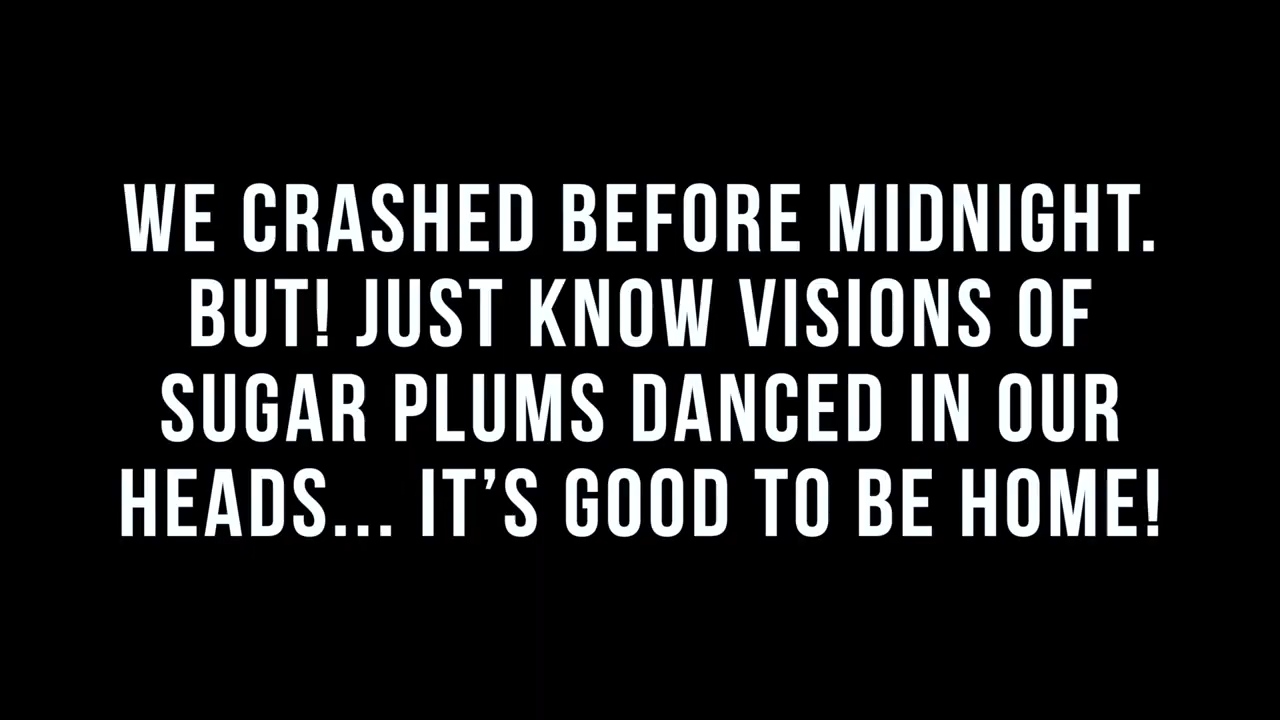 WE CRASHED BEFORE MIDNIGHT.
BUT! JUST KNOW VISIONS OF
SUGAR PLUMS DANCED IN OUR
HEADS... IT’S GOOD TO BE HOME!